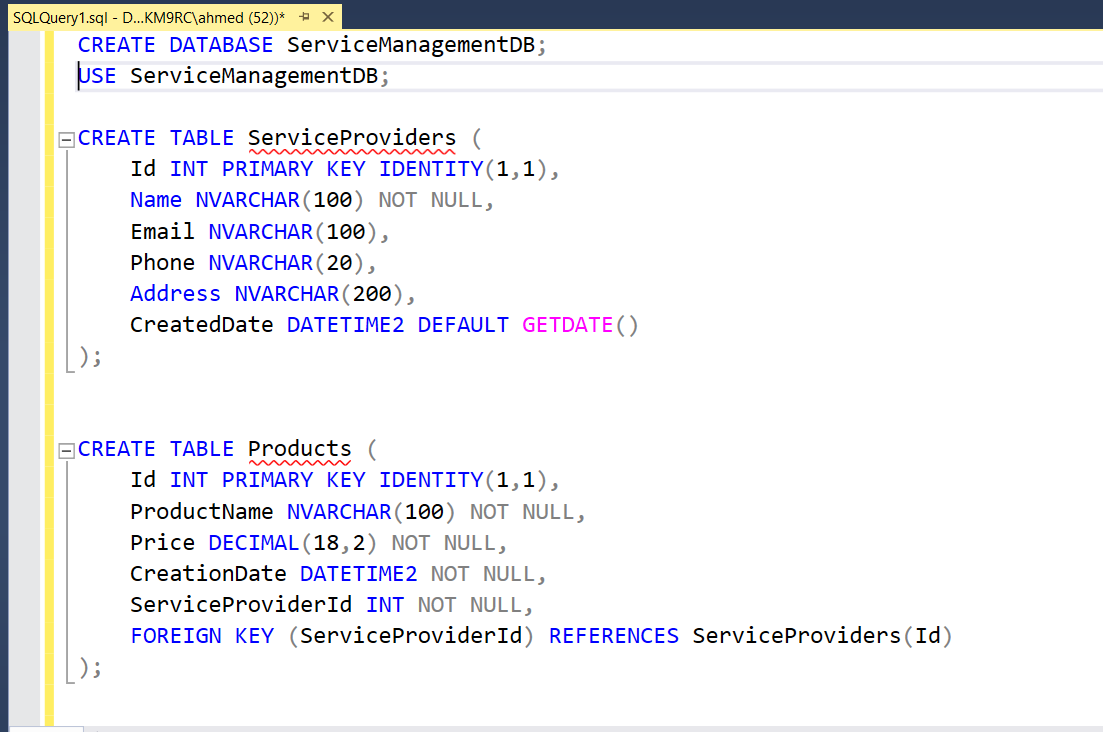 SQLQuery1.sql - D...KM9RC\ahmed (52))*
CREATE DATABASE ServiceManagementDB;
USE ServiceManagementDB;
CREATE TABLE ServiceProviders (
Id INT PRIMARY KEY IDENTITY(1,1),
Name NVARCHAR(100) NOT NULL,
Email NVARCHAR(100),
Phone NVARCHAR(20),
Address NVARCHAR(200),
CreatedDate DATETIME2 DEFAULT GETDATE()
);
CREATE TABLE Products (
Id INT PRIMARY KEY IDENTITY(1,1),
ProductName NVARCHAR(100) NOT NULL,
Price DECIMAL(18,2) NOT NULL,
CreationDate DATETIME2 NOT NULL,
ServiceProviderId INT NOT NULL,
FOREIGN KEY (ServiceProviderId) REFERENCES ServiceProviders(Id)
);